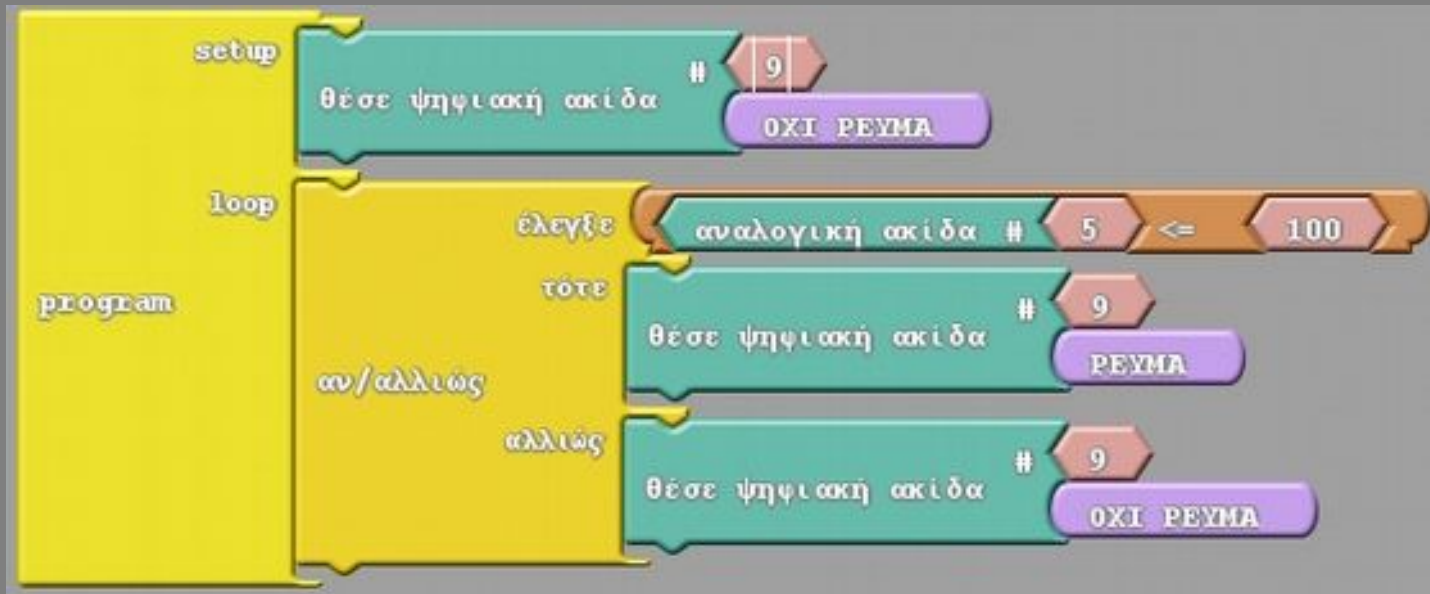 setup
θέσε ψηφιακή ακίδα # 9
ΟΧΙ ΡΕΥΜΑ
loop
έλεγξε αναλογική ακίδα # 5 <= 100
τότε
program
θέσε ψηφιακή ακίδα # 9
ΡΕΥΜΑ
αν/αλλιώς
αλλιώς
θέσε ψηφιακή ακίδα # 9
ΟΧΙ ΡΕΥΜΑ